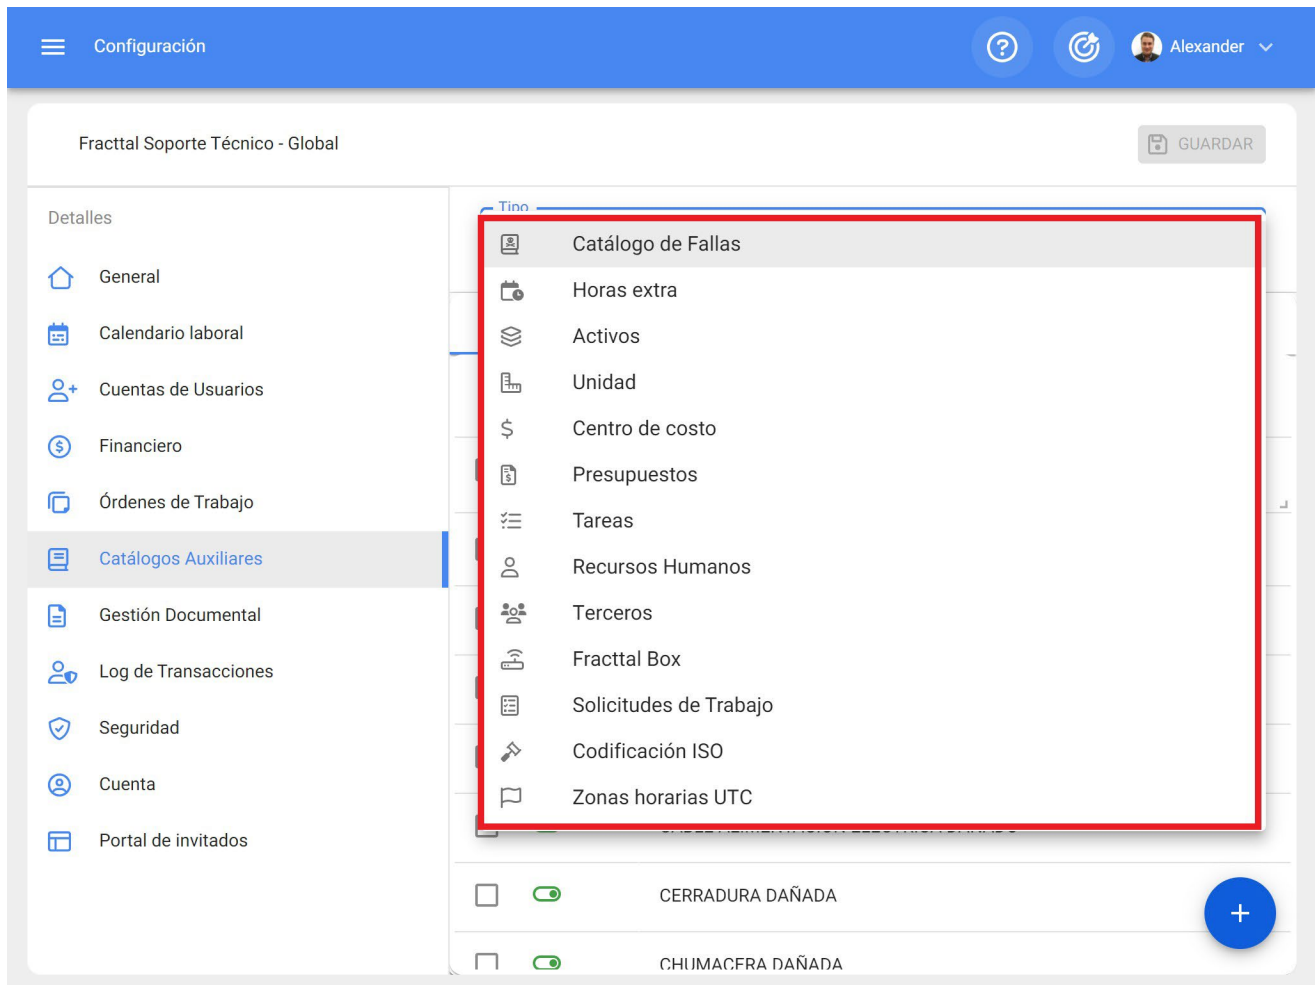 Configuración
Alexander
Fracttal Soporte Técnico - Global
GUARDAR
Detalles
General
Calendario laboral
Cuentas de Usuarios
Financiero
Órdenes de Trabajo
Catálogos Auxiliares
Gestión Documental
Log de Transacciones
Seguridad
Cuenta
Portal de invitados
Tipo
Catálogo de Fallas
Horas extra
Activos
Unidad
Centro de costo
Presupuestos
Tareas
Recursos Humanos
Terceros
Fracttal Box
Solicitudes de Trabajo
Codificación ISO
Zonas horarias UTC
CERRADURA DAÑADA
CHUMACERA DAÑADA